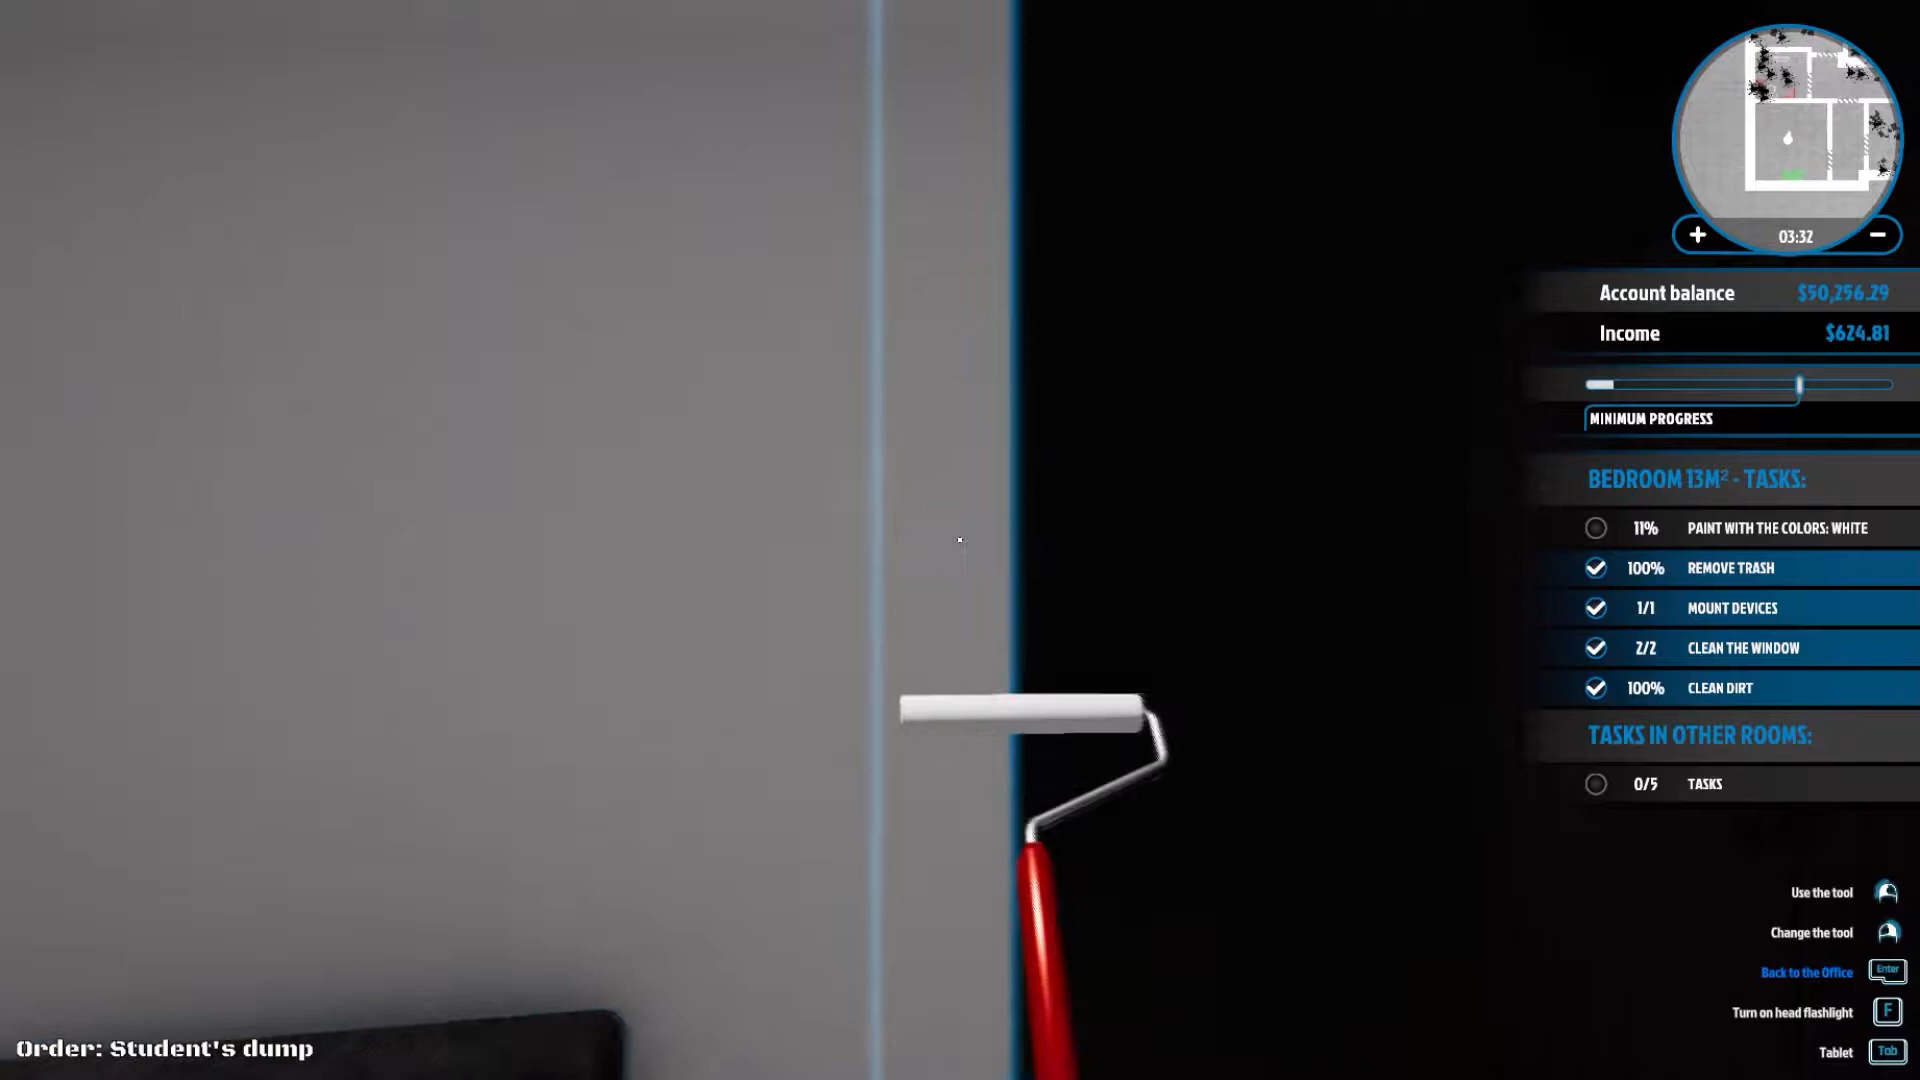 + 03:32 −
Account balance $50,256.29
Income $624.81
MINIMUM PROGRESS
BEDROOM 13M² - TASKS:
11% PAINT WITH THE COLORS: WHITE
100% REMOVE TRASH
1/1 MOUNT DEVICES
2/2 CLEAN THE WINDOW
100% CLEAN DIRT
TASKS IN OTHER ROOMS:
0/5 TASKS
Use the tool
Change the tool
Back to the Office Enter
Turn on head flashlight F
Tablet Tab
Order: Student's dump